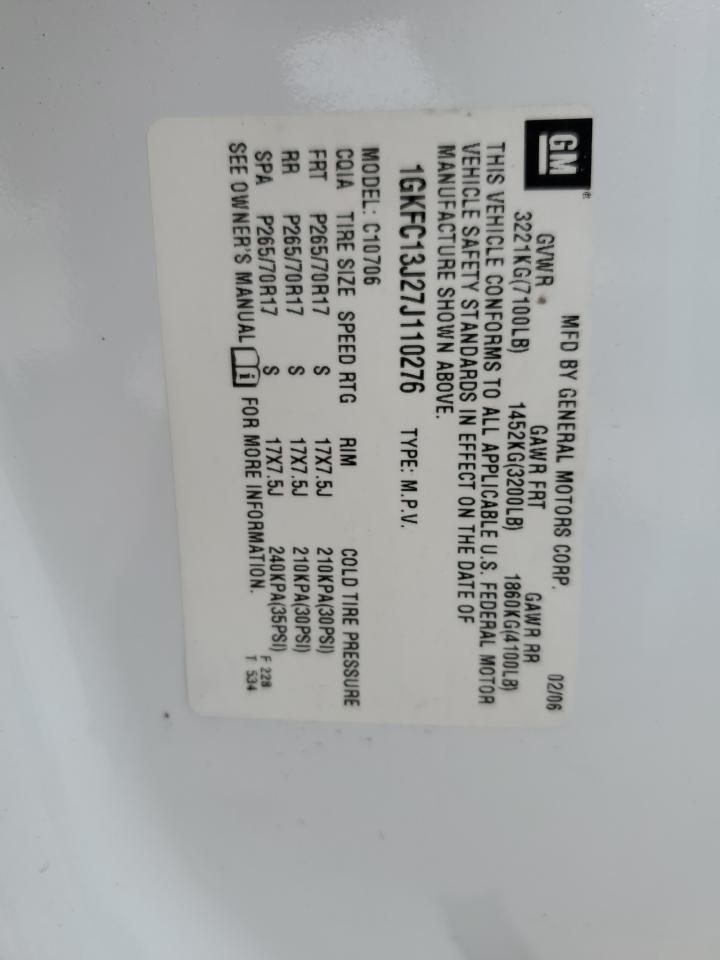 GM®
MFD BY GENERAL MOTORS CORP. 02/06
GVWR GAWR FRT GAWR RR
3221KG(7100LB) 1452KG(3200LB) 1860KG(4100LB)
THIS VEHICLE CONFORMS TO ALL APPLICABLE U.S. FEDERAL MOTOR
VEHICLE SAFETY STANDARDS IN EFFECT ON THE DATE OF
MANUFACTURE SHOWN ABOVE.
1GKFC13J27J110276 TYPE: M.P.V.
MODEL: C10706
CQIA TIRE SIZE SPEED RTG RIM COLD TIRE PRESSURE
FRT P265/70R17 S 17X7.5J 210KPA(30PSI)
RR P265/70R17 S 17X7.5J 210KPA(30PSI)
SPA P265/70R17 S 17X7.5J 240KPA(35PSI) F 228
SEE OWNER'S MANUAL i FOR MORE INFORMATION. T 534